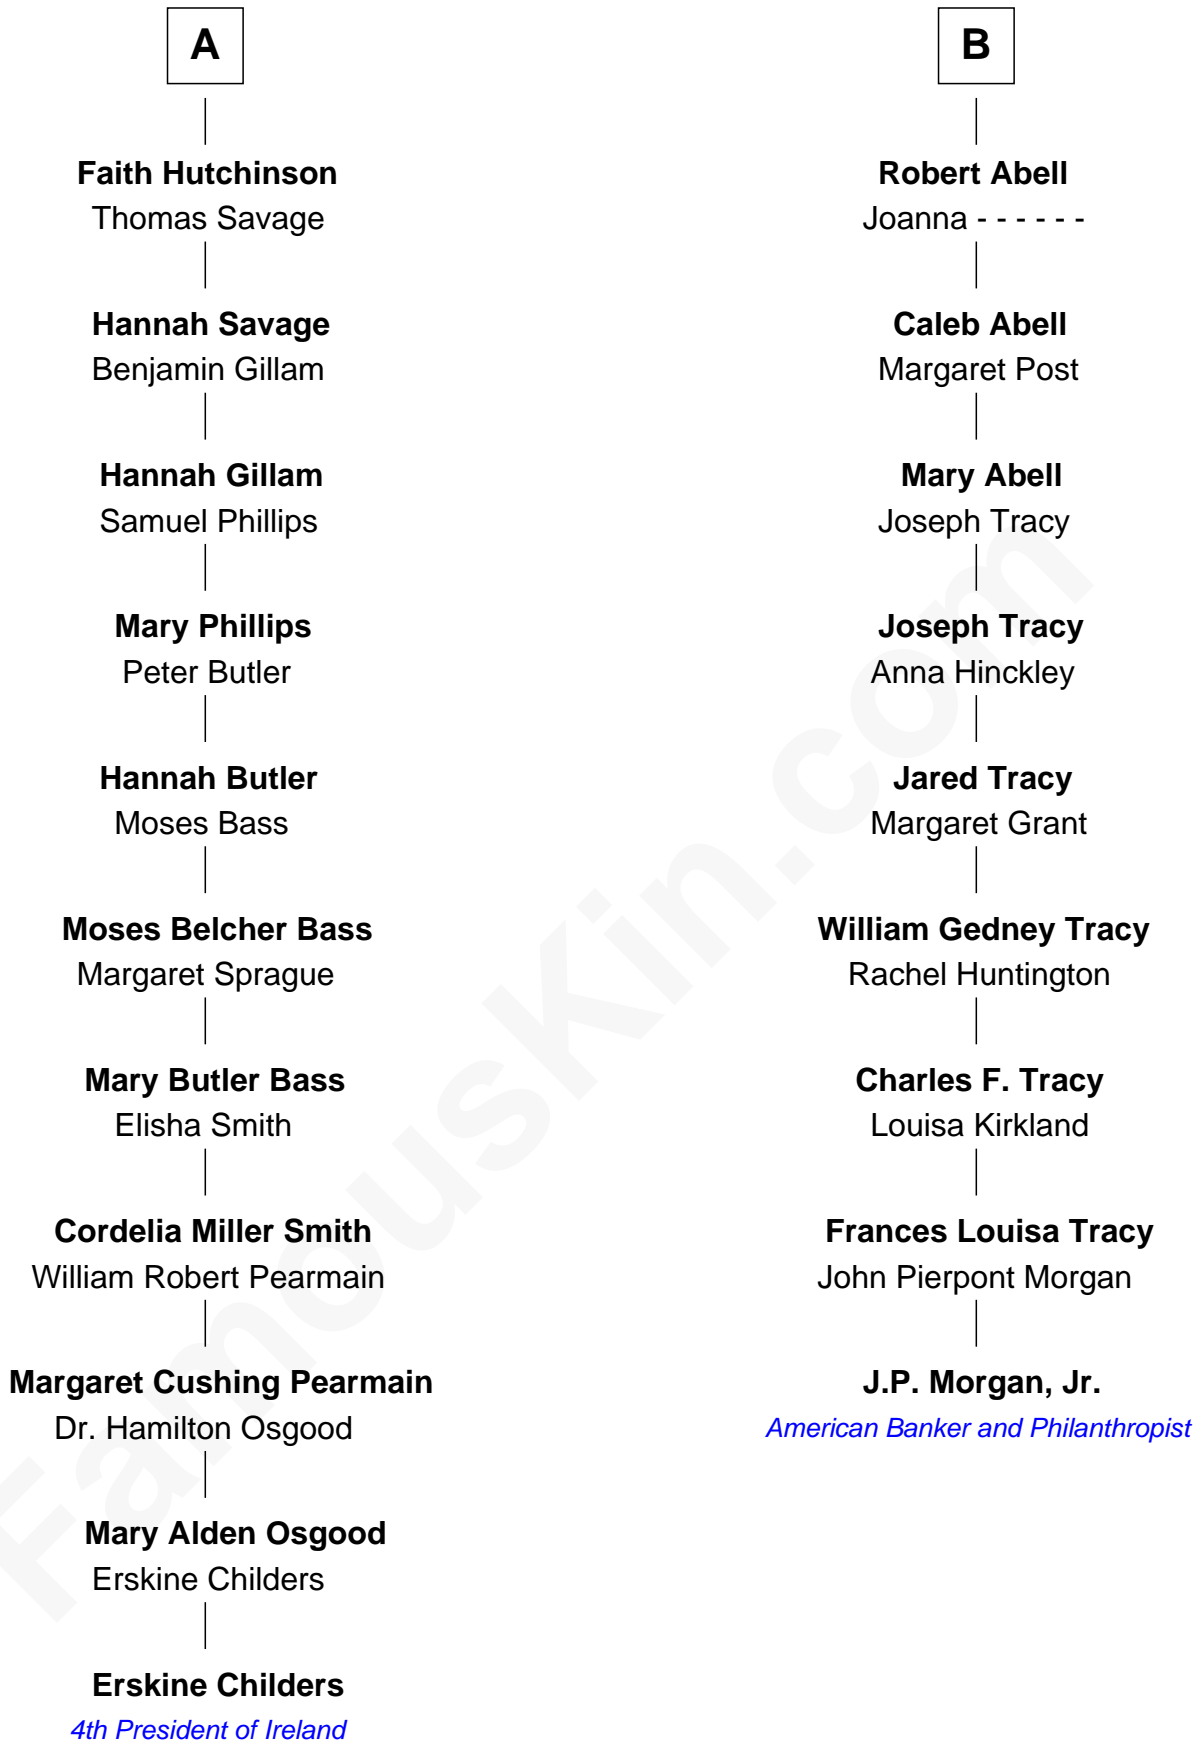 A
Faith Hutchinson
Thomas Savage
Hannah Savage
Benjamin Gillam
Hannah Gillam
Samuel Phillips
Mary Phillips
Peter Butler
Hannah Butler
Moses Bass
Moses Belcher Bass
Margaret Sprague
Mary Butler Bass
Elisha Smith
Cordelia Miller Smith
William Robert Pearmain
Margaret Cushing Pearmain
Dr. Hamilton Osgood
Mary Alden Osgood
Erskine Childers
Erskine Childers
4th President of Ireland
B
Robert Abell
Joanna - - - - - -
Caleb Abell
Margaret Post
Mary Abell
Joseph Tracy
Joseph Tracy
Anna Hinckley
Jared Tracy
Margaret Grant
William Gedney Tracy
Rachel Huntington
Charles F. Tracy
Louisa Kirkland
Frances Louisa Tracy
John Pierpont Morgan
J.P. Morgan, Jr.
American Banker and Philanthropist
FamousKin.com